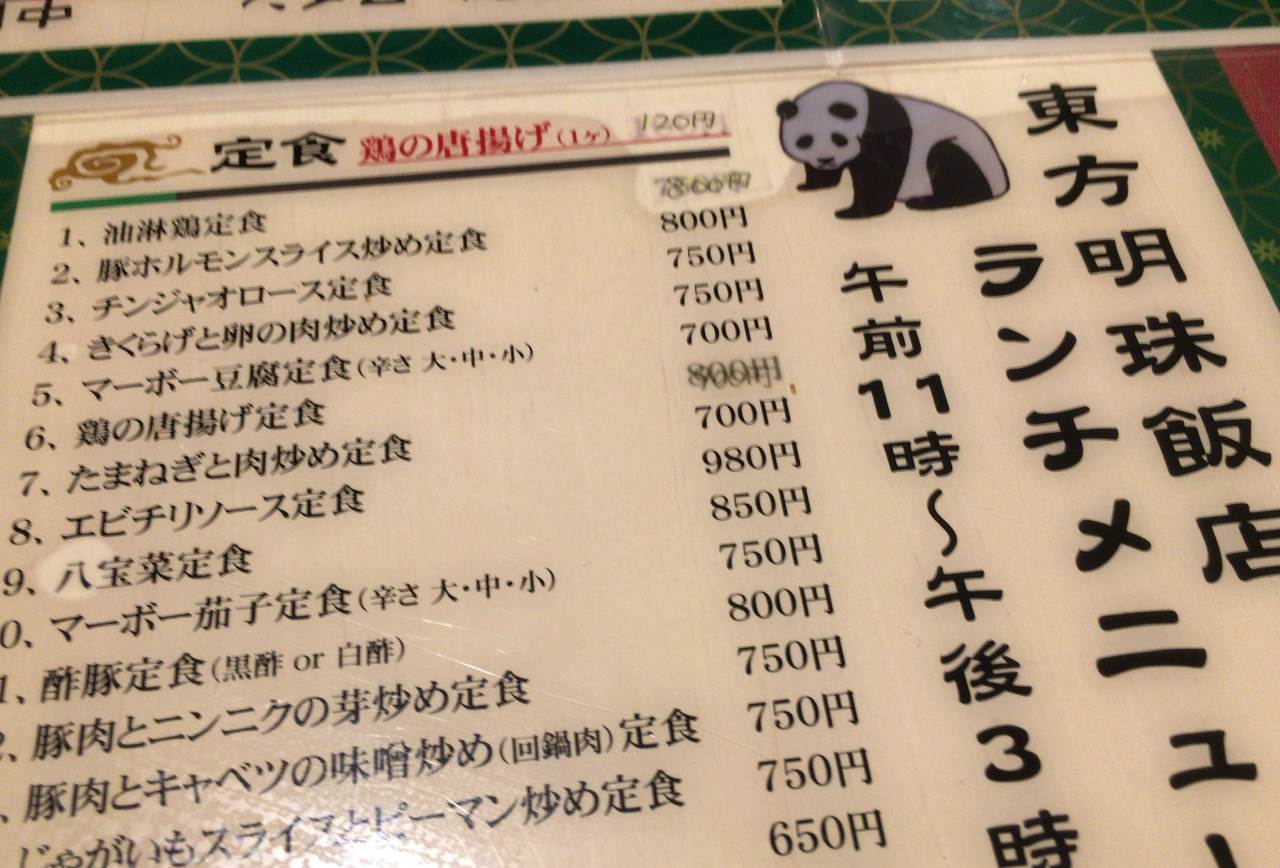 定食 鶏の唐揚げ(1ヶ) 120円
1、油淋鶏定食
2、豚ホルモンスライス炒め定食 800円
3、チンジャオロース定食 750円
4、きくらげと卵の肉炒め定食 750円
5、マーボー豆腐定食(辛さ 大・中・小) 700円
6、鶏の唐揚げ定食
7、たまねぎと肉炒め定食 700円
8、エビチリソース定食 980円
9、八宝菜定食 850円
0、マーボー茄子定食(辛さ 大・中・小) 750円
1、酢豚定食(黒酢 or 白酢) 800円
豚肉とニンニクの芽炒め定食 750円
豚肉とキャベツの味噌炒め(回鍋肉)定食 750円
じゃがいもスライスとピーマン炒め定食 750円
650円
東方明珠飯店
ランチメニュー
午前11時〜午後3時